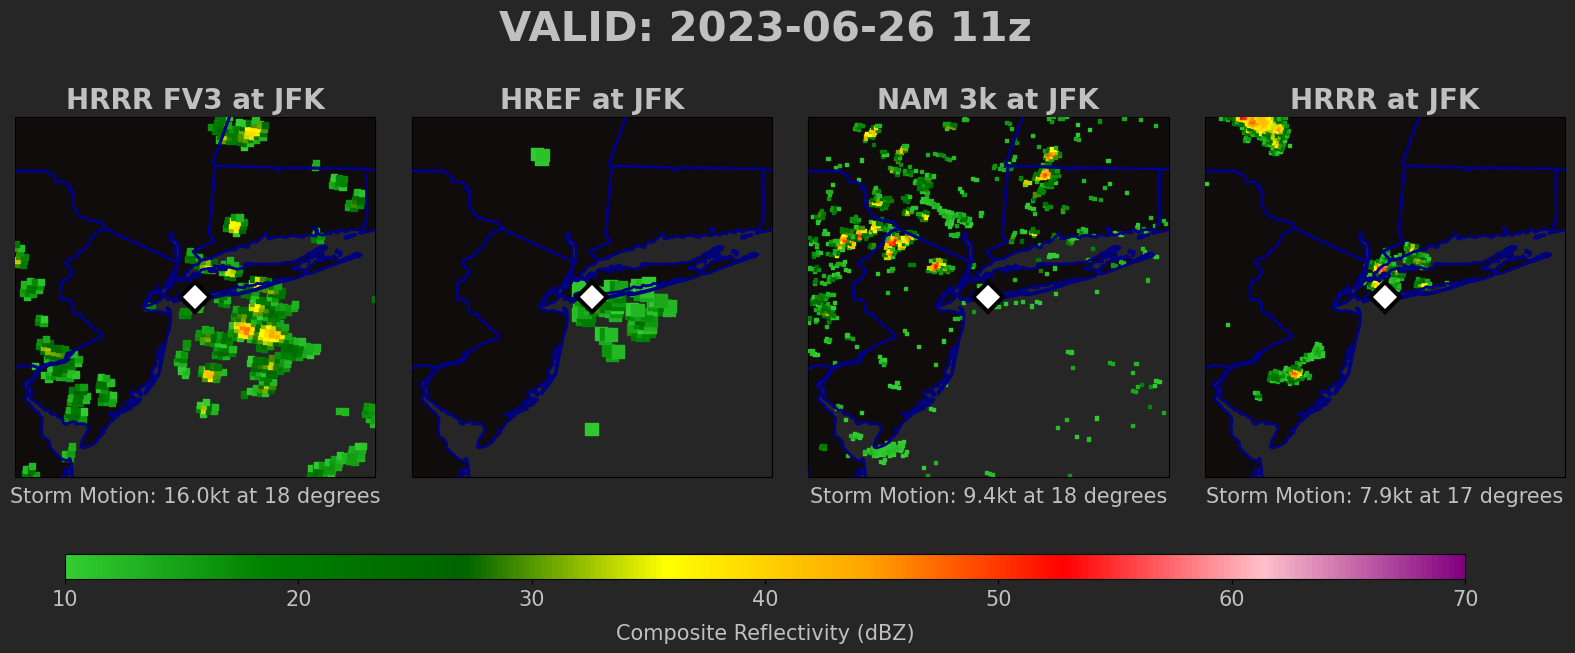 VALID: 2023-06-26 11z
HRRR FV3 at JFK
HREF at JFK
NAM 3k at JFK
HRRR at JFK
Storm Motion: 16.0kt at 18 degrees
Storm Motion: 9.4kt at 18 degrees
Storm Motion: 7.9kt at 17 degrees
10 20 30 40 50 60 70
Composite Reflectivity (dBZ)